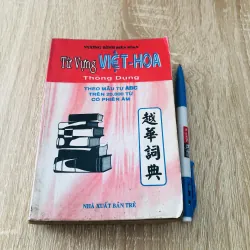 Từ Vựng VIỆT-HOA
Thông Dụng
THEO MẪU TỰ ABC
TRÊN 20.000 TỪ
CÓ PHIÊN ÂM
越華詞典
NHÀ XUẤT BẢN TRẺ